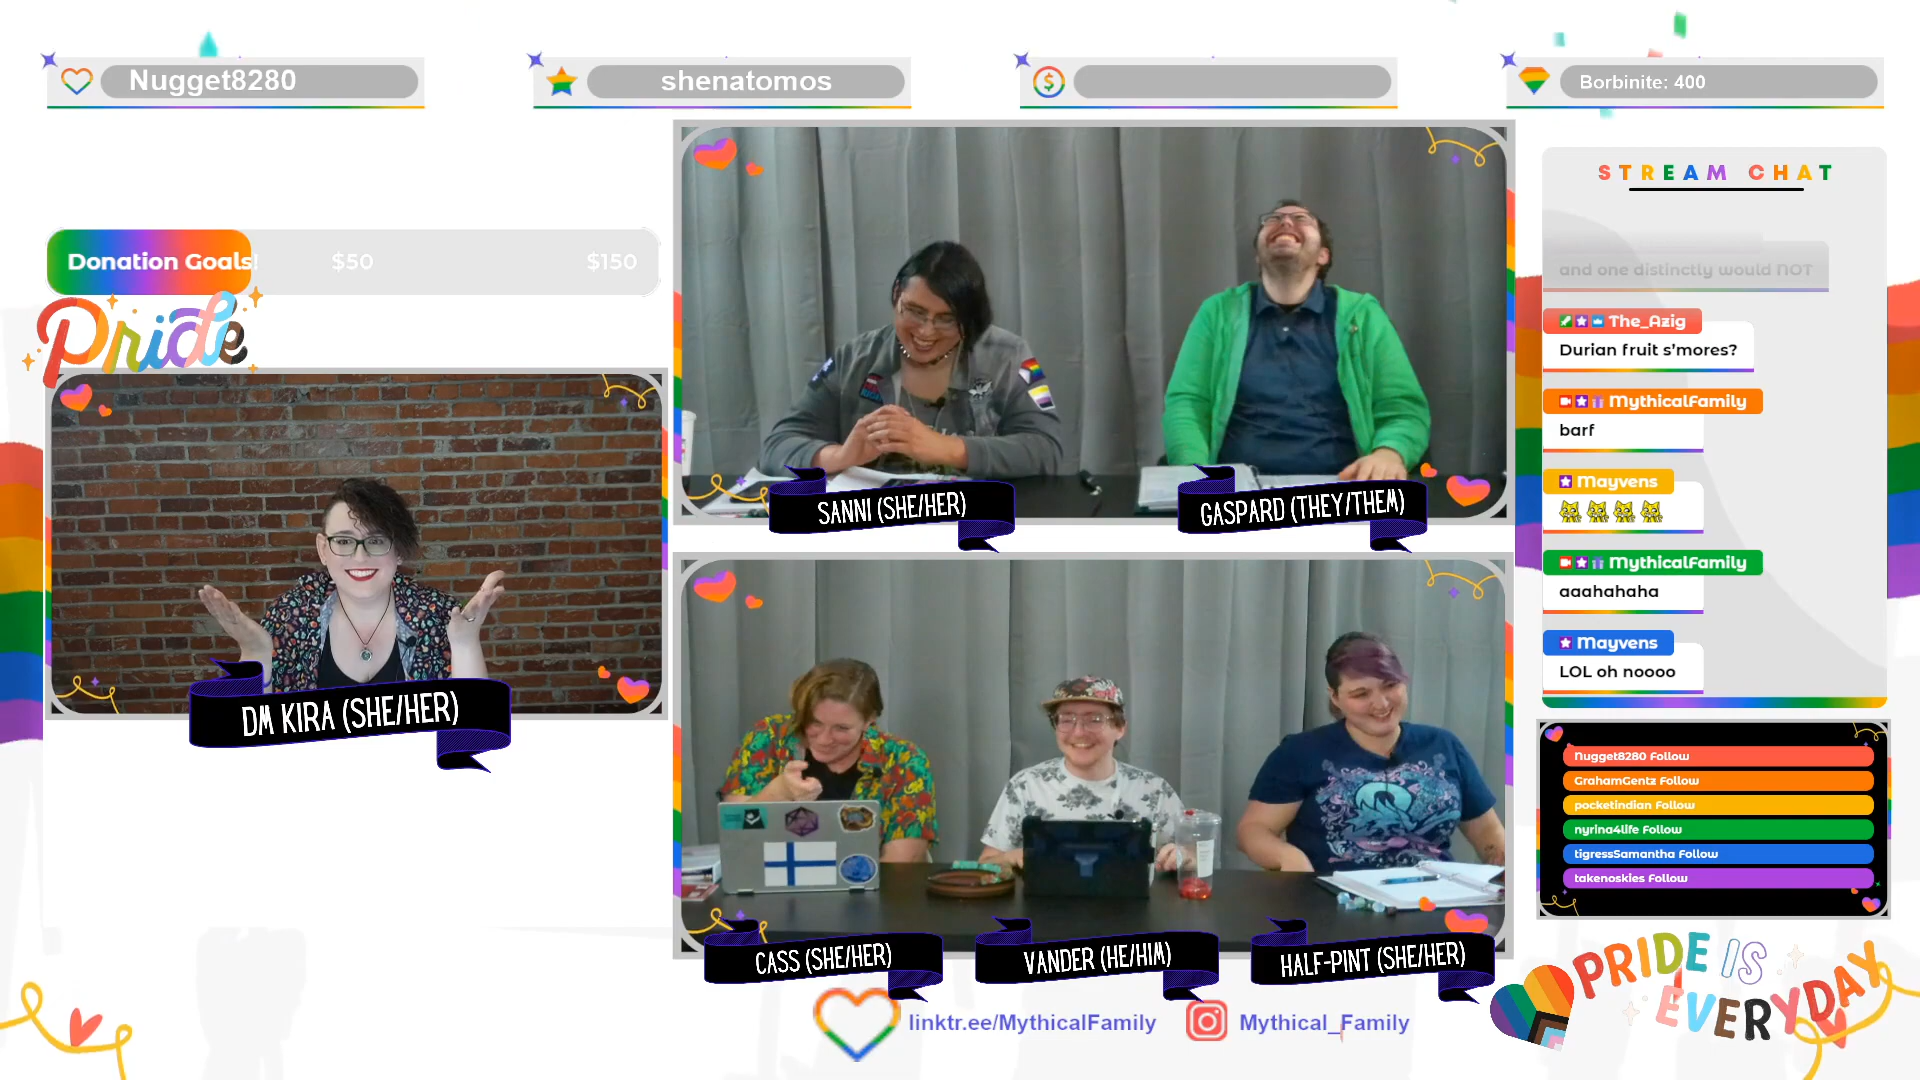 Nugget8280
shenatomos
Borbinite: 400
STREAM CHAT
and one distinctly would NOT
The_Azig
Durian fruit s'mores?
MythicalFamily
barf
Mayvens
MythicalFamily
aaahahaha
Mayvens
LOL oh noooo
Donation Goals!
$50
$150
Pride
DM KIRA (SHE/HER)
SANNI (SHE/HER)
GASPARD (THEY/THEM)
CASS (SHE/HER)
VANDER (HE/HIM)
HALF-PINT (SHE/HER)
Nugget8280 Follow
GrahamGentz Follow
pocketindian Follow
nyrina4life Follow
tigressSamantha Follow
takenoskies Follow
linktr.ee/MythicalFamily
Mythical_Family
PRIDE IS
EVERYDAY